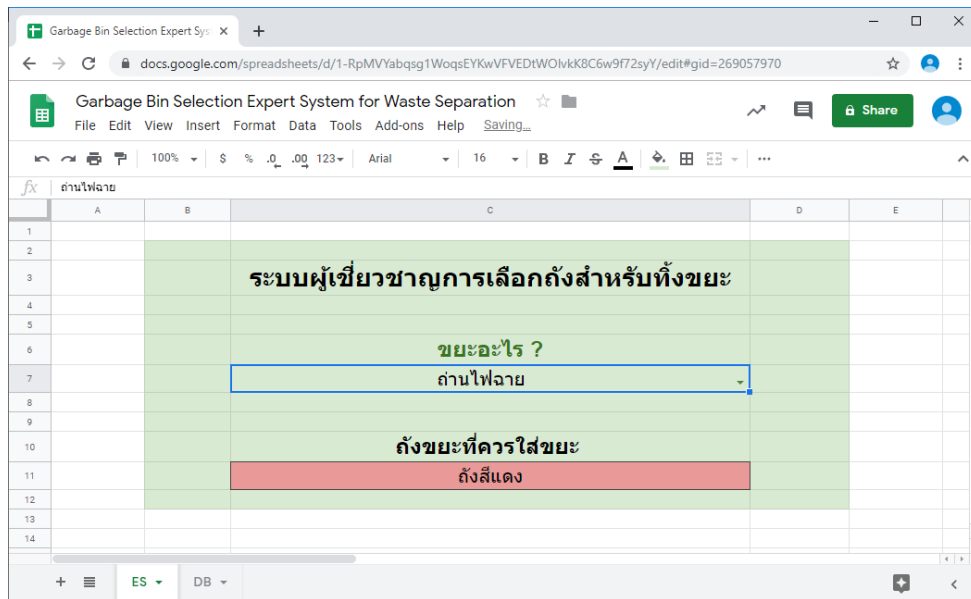 Garbage Bin Selection Expert Sys
docs.google.com/spreadsheets/d/1-RpMVYabqsg1WoqsEYKwVFVEDtWOlvkK8C6w9f72syY/edit#gid=269057970
Garbage Bin Selection Expert System for Waste Separation
File Edit View Insert Format Data Tools Add-ons Help Saving...
Share
100% $ % .0 .00 123 Arial 16 B I S A
fx ถ่านไฟฉาย
A B C D E
1
2
3 ระบบผู้เชี่ยวชาญการเลือกถังสำหรับทิ้งขยะ
4
5
6 ขยะอะไร ?
7 ถ่านไฟฉาย
8
9
10 ถังขยะที่ควรใส่ขยะ
11 ถังสีแดง
12
13
14
ES DB